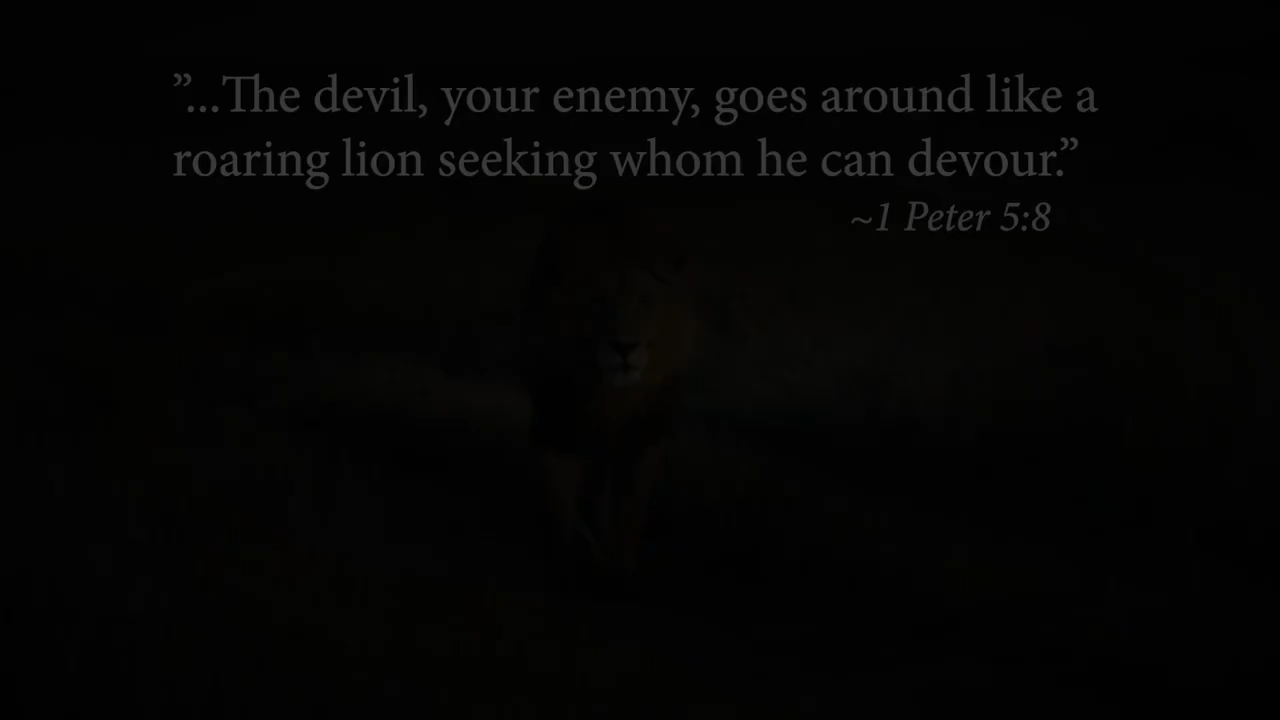 ”...The devil, your enemy, goes around like a
roaring lion seeking whom he can devour.”
~1 Peter 5:8